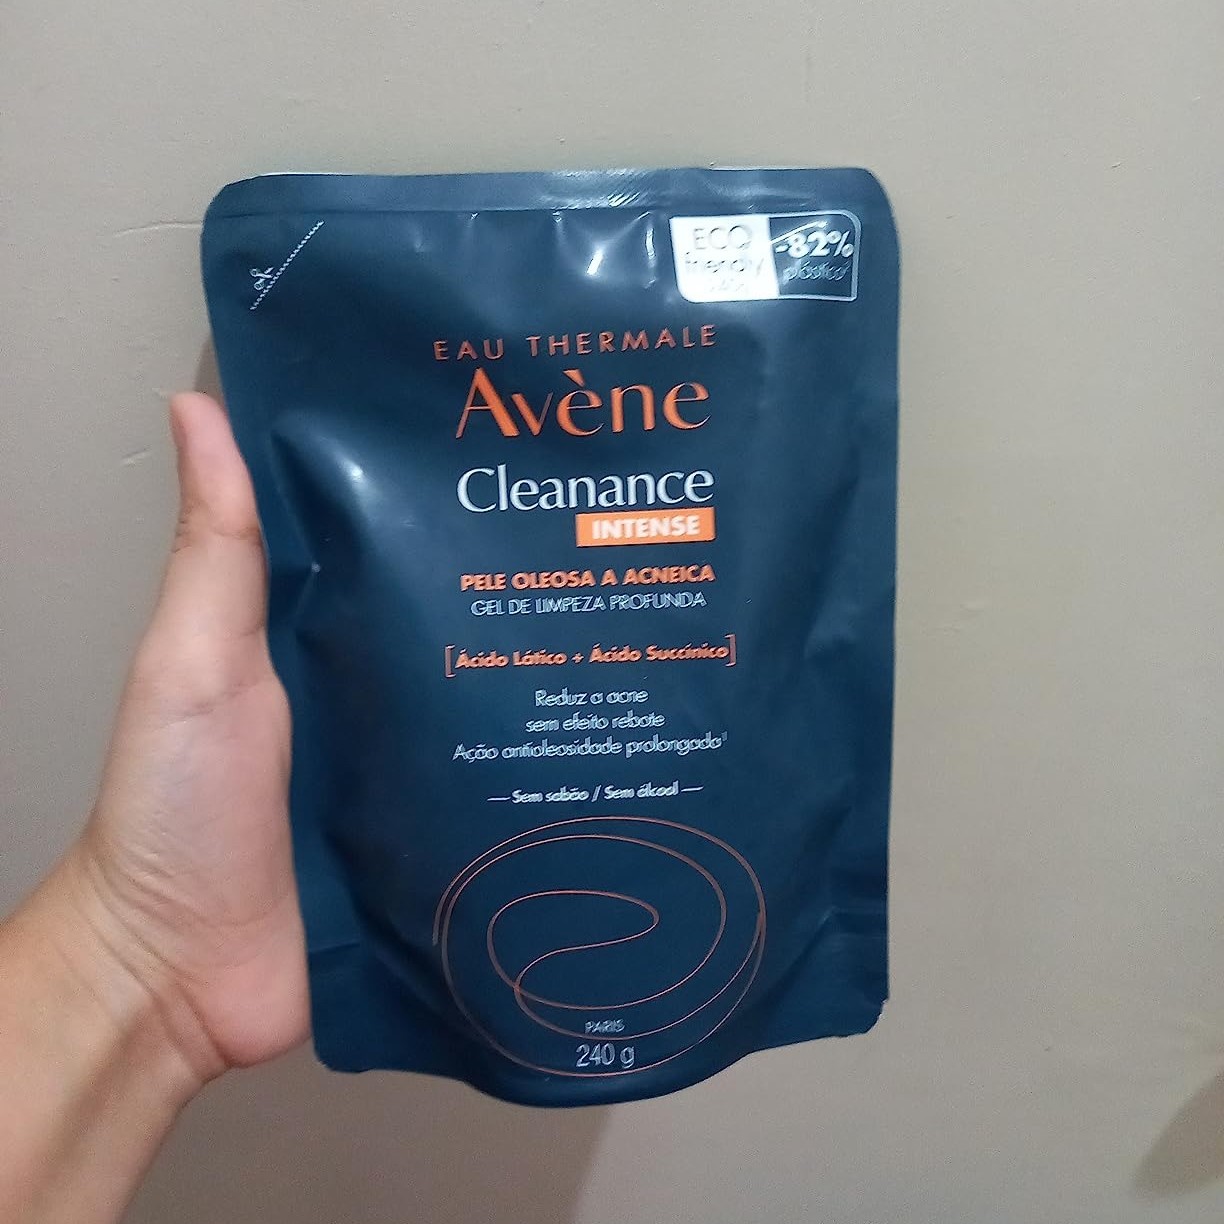 ECO
friendly
-82%
plástico
EAU THERMALE
Avène
Cleanance
INTENSE
PELE OLEOSA A ACNEICA
GEL DE LIMPEZA PROFUNDA
[Ácido Lático + Ácido Succínico]
Reduz a acne
sem efeito rebote
Ação antioleosidade prolongada¹
— Sem sabão / Sem álcool —
PARIS
240 g